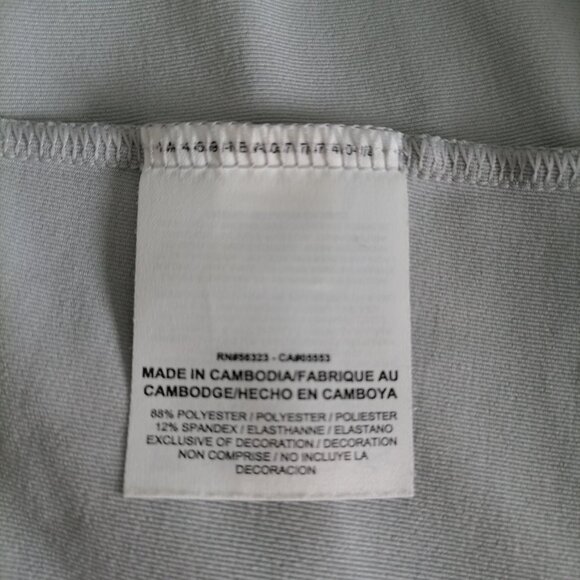 RN#56323 - CA#05553
MADE IN CAMBODIA/FABRIQUE AU
CAMBODGE/HECHO EN CAMBOYA
88% POLYESTER / POLYESTER / POLIESTER
12% SPANDEX / ELASTHANNE / ELASTANO
EXCLUSIVE OF DECORATION / DECORATION
NON COMPRISE / NO INCLUYE LA
DECORACION